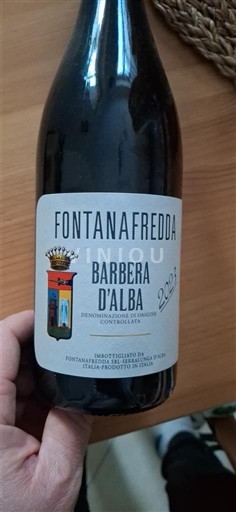 FONTANAFREDDA
VINIOU
BARBERA
D'ALBA
2023
DENOMINAZIONE DI ORIGINE
CONTROLLATA
IMBOTTIGLIATO DA
FONTANAFREDDA SRL-SERRALUNGA D'ALBA
ITALIA-PRODOTTO IN ITALIA